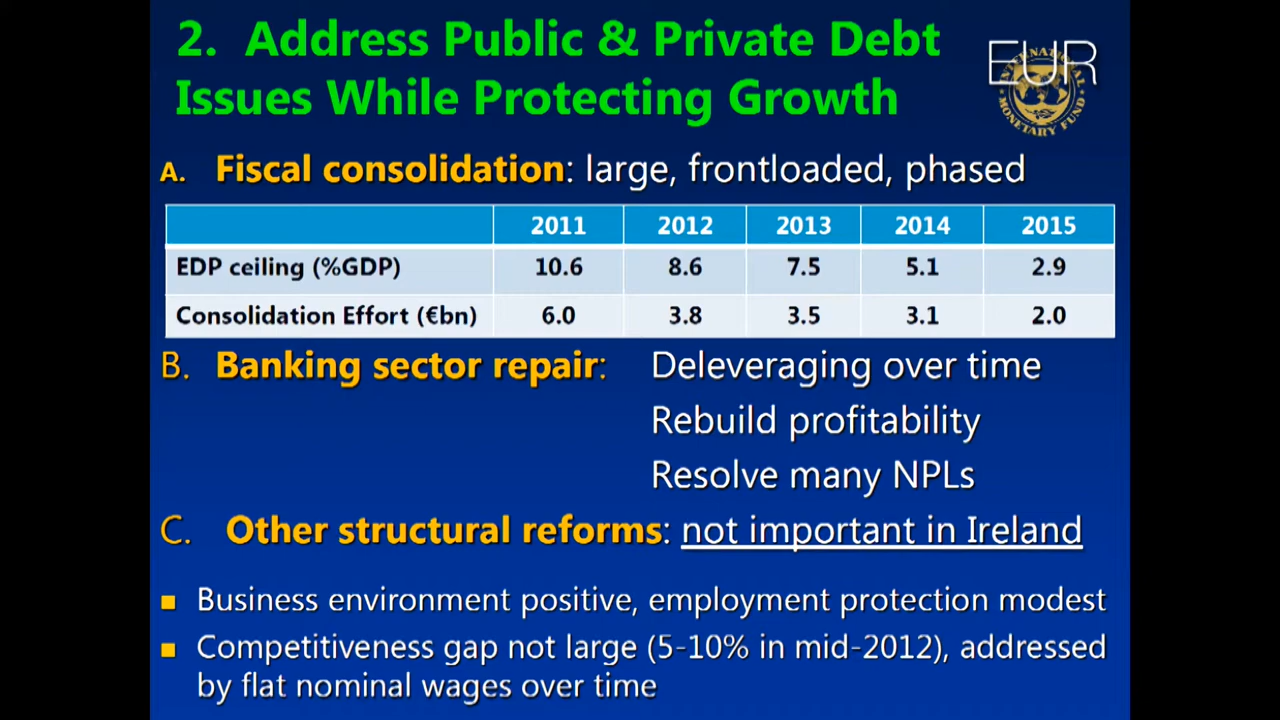 2. Address Public & Private Debt
Issues While Protecting Growth
EUR
INTERNATIONAL
MONETARY FUND
A. Fiscal consolidation: large, frontloaded, phased
2011 2012 2013 2014 2015
EDP ceiling (%GDP) 10.6 8.6 7.5 5.1 2.9
Consolidation Effort (€bn) 6.0 3.8 3.5 3.1 2.0
B. Banking sector repair: Deleveraging over time
Rebuild profitability
Resolve many NPLs
C. Other structural reforms: not important in Ireland
■ Business environment positive, employment protection modest
■ Competitiveness gap not large (5-10% in mid-2012), addressed
by flat nominal wages over time